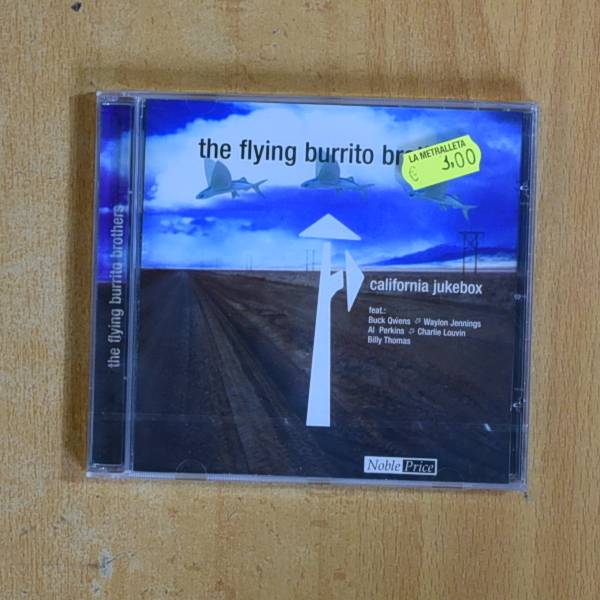 the flying burrito brothers
the flying burrito
LA METRALLETA
€ 3,00
california jukebox
feat.:
Buck Owens Waylon Jennings
Al Perkins Charlie Louvin
Billy Thomas
Noble Price